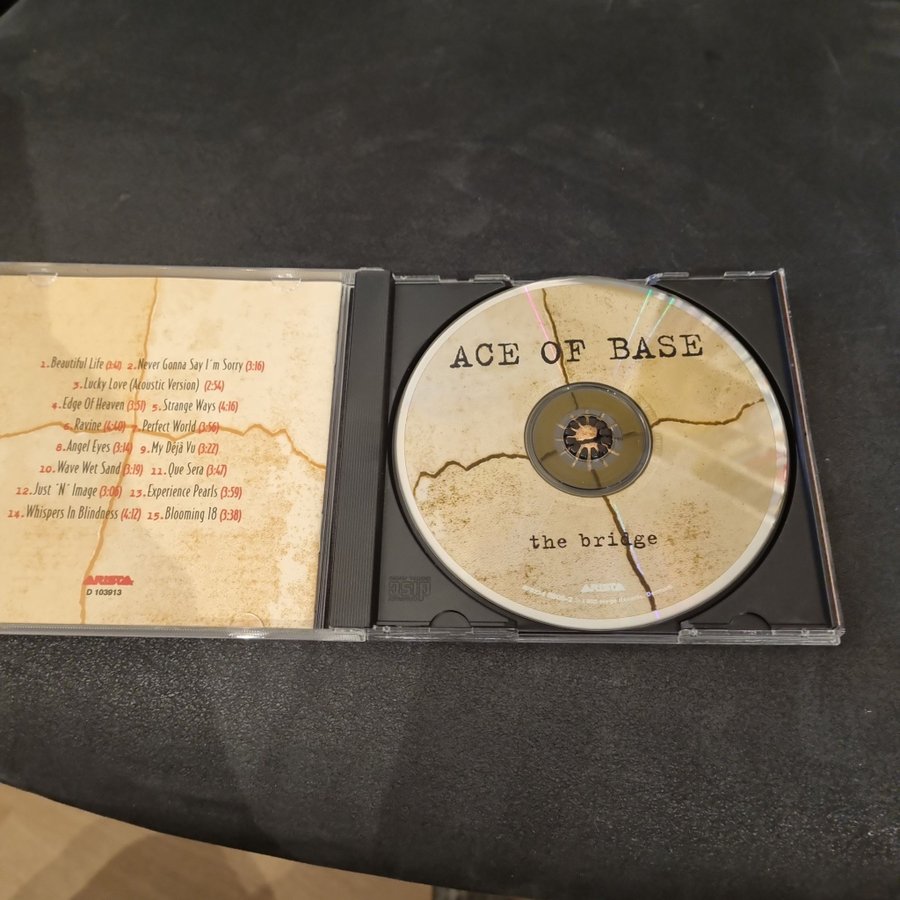 1.Beautiful Life (3:41) 2.Never Gonna Say I´m Sorry (3:16)
3.Lucky Love (Acoustic Version) (2:54)
4.Edge Of Heaven (3:51) 5.Strange Ways (4:16)
6.Ravine (4:40) Perfect World (3:56)
8.Angel Eyes (3:14) 9.My Déjà Vu (3:22)
10.Wave Wet Sand (3:19) 11.Que Sera (3:47)
12.Just ´N´ Image (3:06) 13.Experience Pearls (3:59)
14.Whispers In Blindness (4:12) 15.Blooming 18 (3:38)
ARISTA
D 103913
ACE OF BASE
the bridge
ARISTA
disc